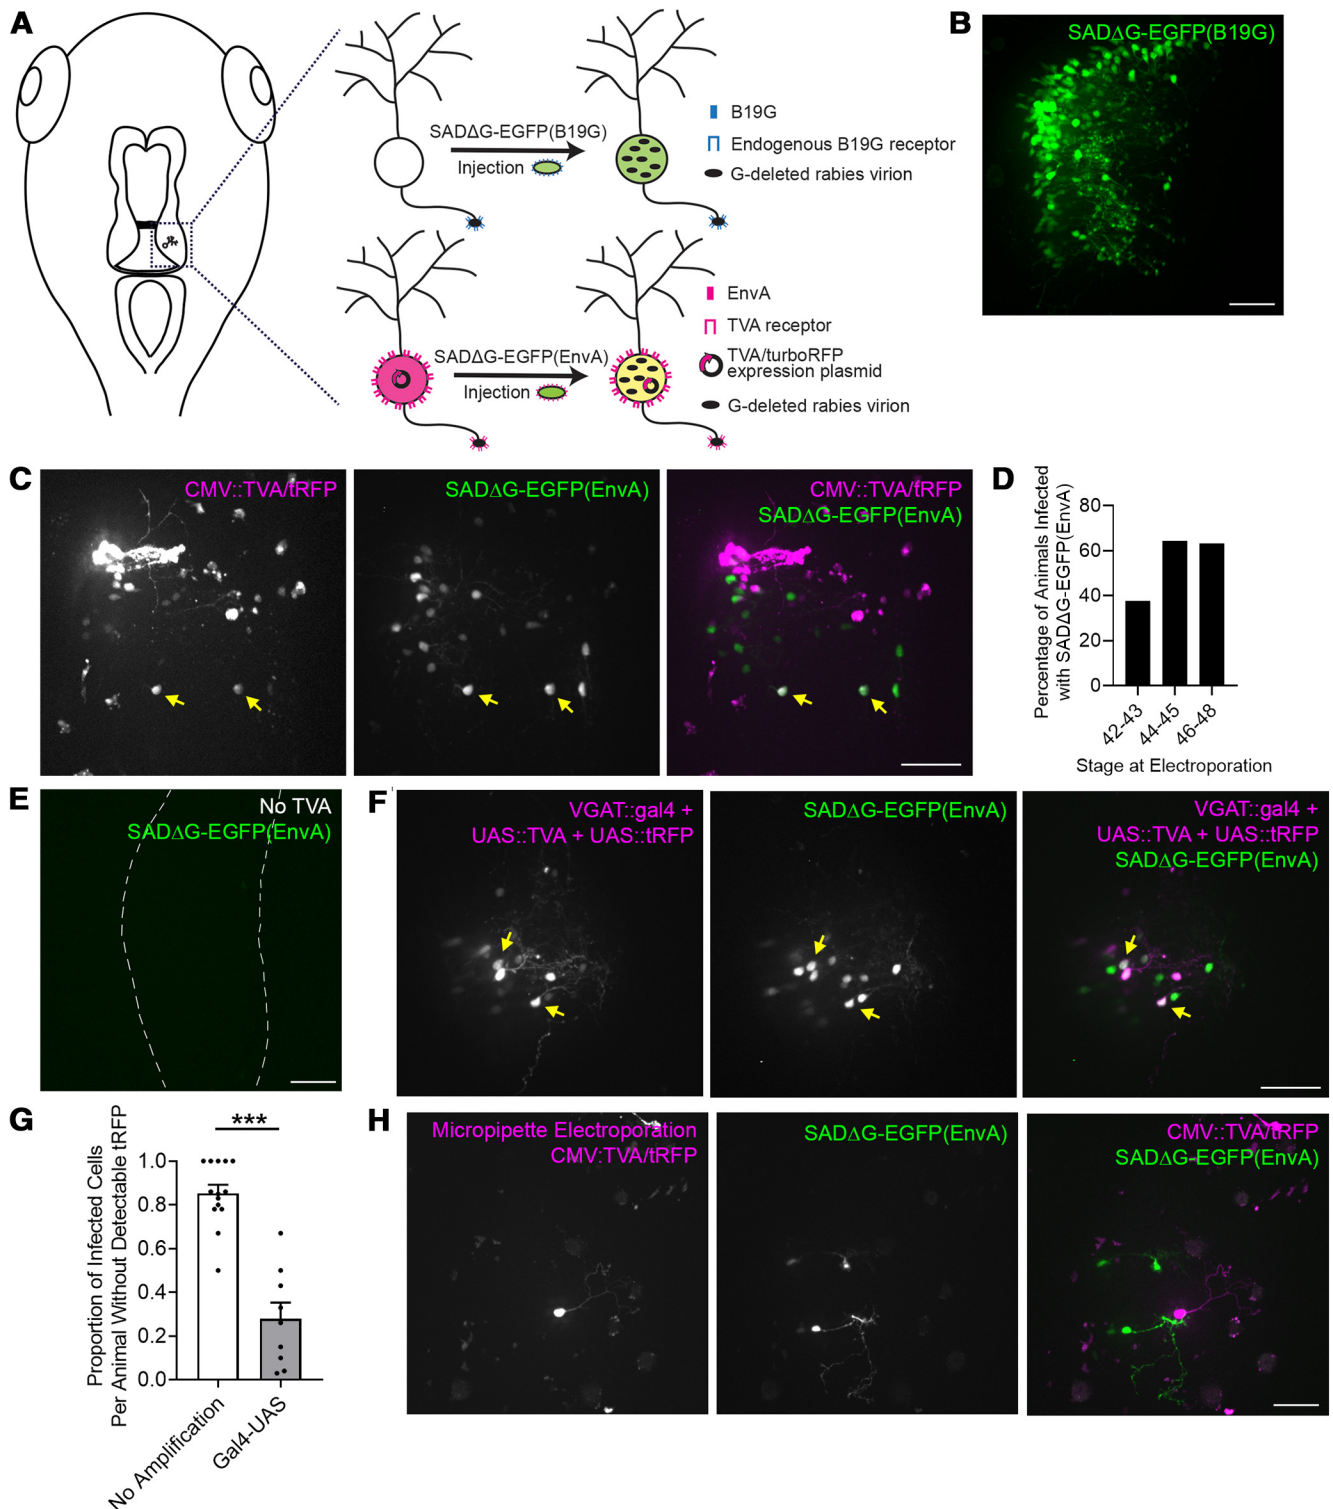 A
SADΔG-EGFP(B19G)
Injection
B19G
Endogenous B19G receptor
G-deleted rabies virion
SADΔG-EGFP(EnvA)
Injection
EnvA
TVA receptor
TVA/turboRFP
expression plasmid
G-deleted rabies virion
B
SADΔG-EGFP(B19G)
C
CMV::TVA/tRFP
SADΔG-EGFP(EnvA)
CMV::TVA/tRFP
SADΔG-EGFP(EnvA)
D
Percentage of Animals Infected
with SADΔG-EGFP(EnvA)
80
60
40
20
0
42-43
44-45
46-48
Stage at Electroporation
E
No TVA
SADΔG-EGFP(EnvA)
F
VGAT::gal4 +
UAS::TVA + UAS::tRFP
SADΔG-EGFP(EnvA)
VGAT::gal4 +
UAS::TVA + UAS::tRFP
SADΔG-EGFP(EnvA)
G
Proportion of Infected Cells
Per Animal Without Detectable tRFP
***
1.0
0.8
0.6
0.4
0.2
0.0
No Amplification
Gal4-UAS
H
Micropipette Electroporation
CMV:TVA/tRFP
SADΔG-EGFP(EnvA)
CMV::TVA/tRFP
SADΔG-EGFP(EnvA)